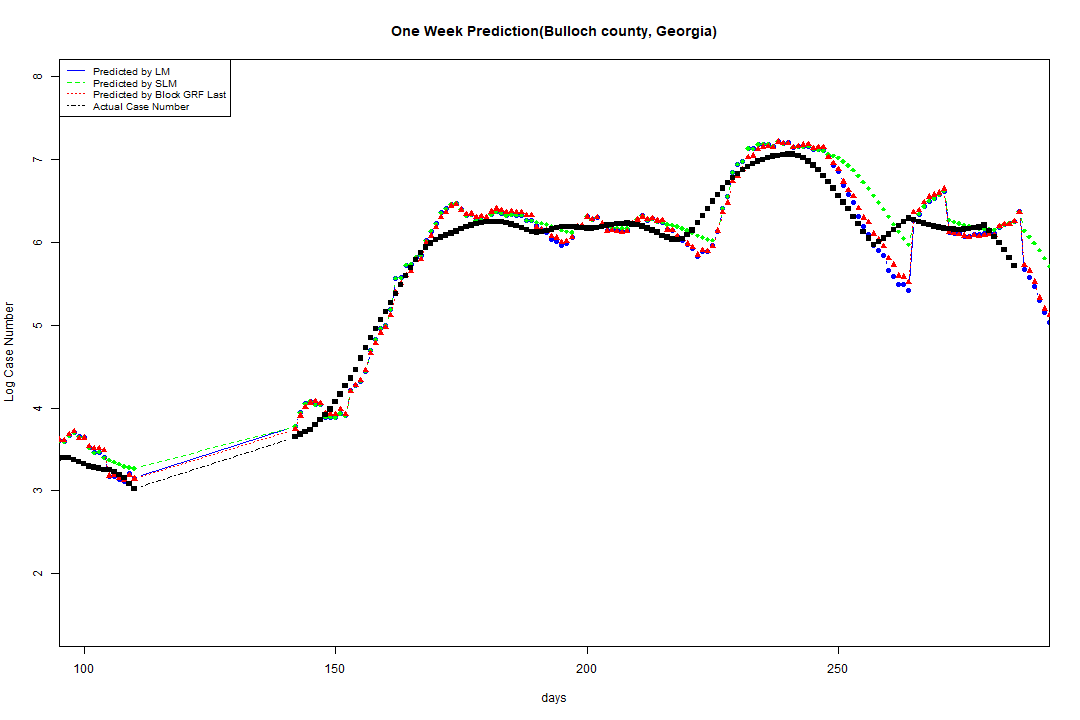 One Week Prediction(Bulloch county, Georgia)
Predicted by LM
Predicted by SLM
Predicted by Block GRF Last
Actual Case Number
8
7
6
5
4
3
2
Log Case Number
100
150
200
250
days